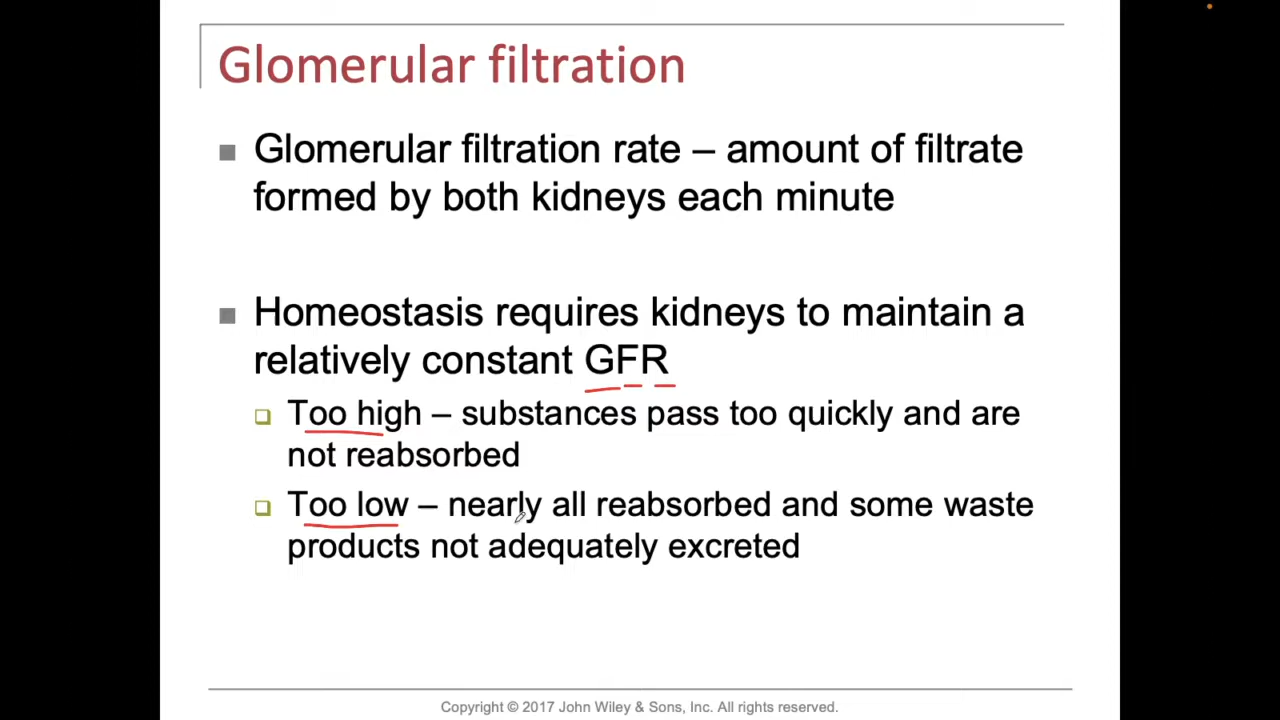 Glomerular filtration
Glomerular filtration rate – amount of filtrate
formed by both kidneys each minute
Homeostasis requires kidneys to maintain a
relatively constant GFR
Too high – substances pass too quickly and are
not reabsorbed
Too low – nearly all reabsorbed and some waste
products not adequately excreted
Copyright © 2017 John Wiley & Sons, Inc. All rights reserved.